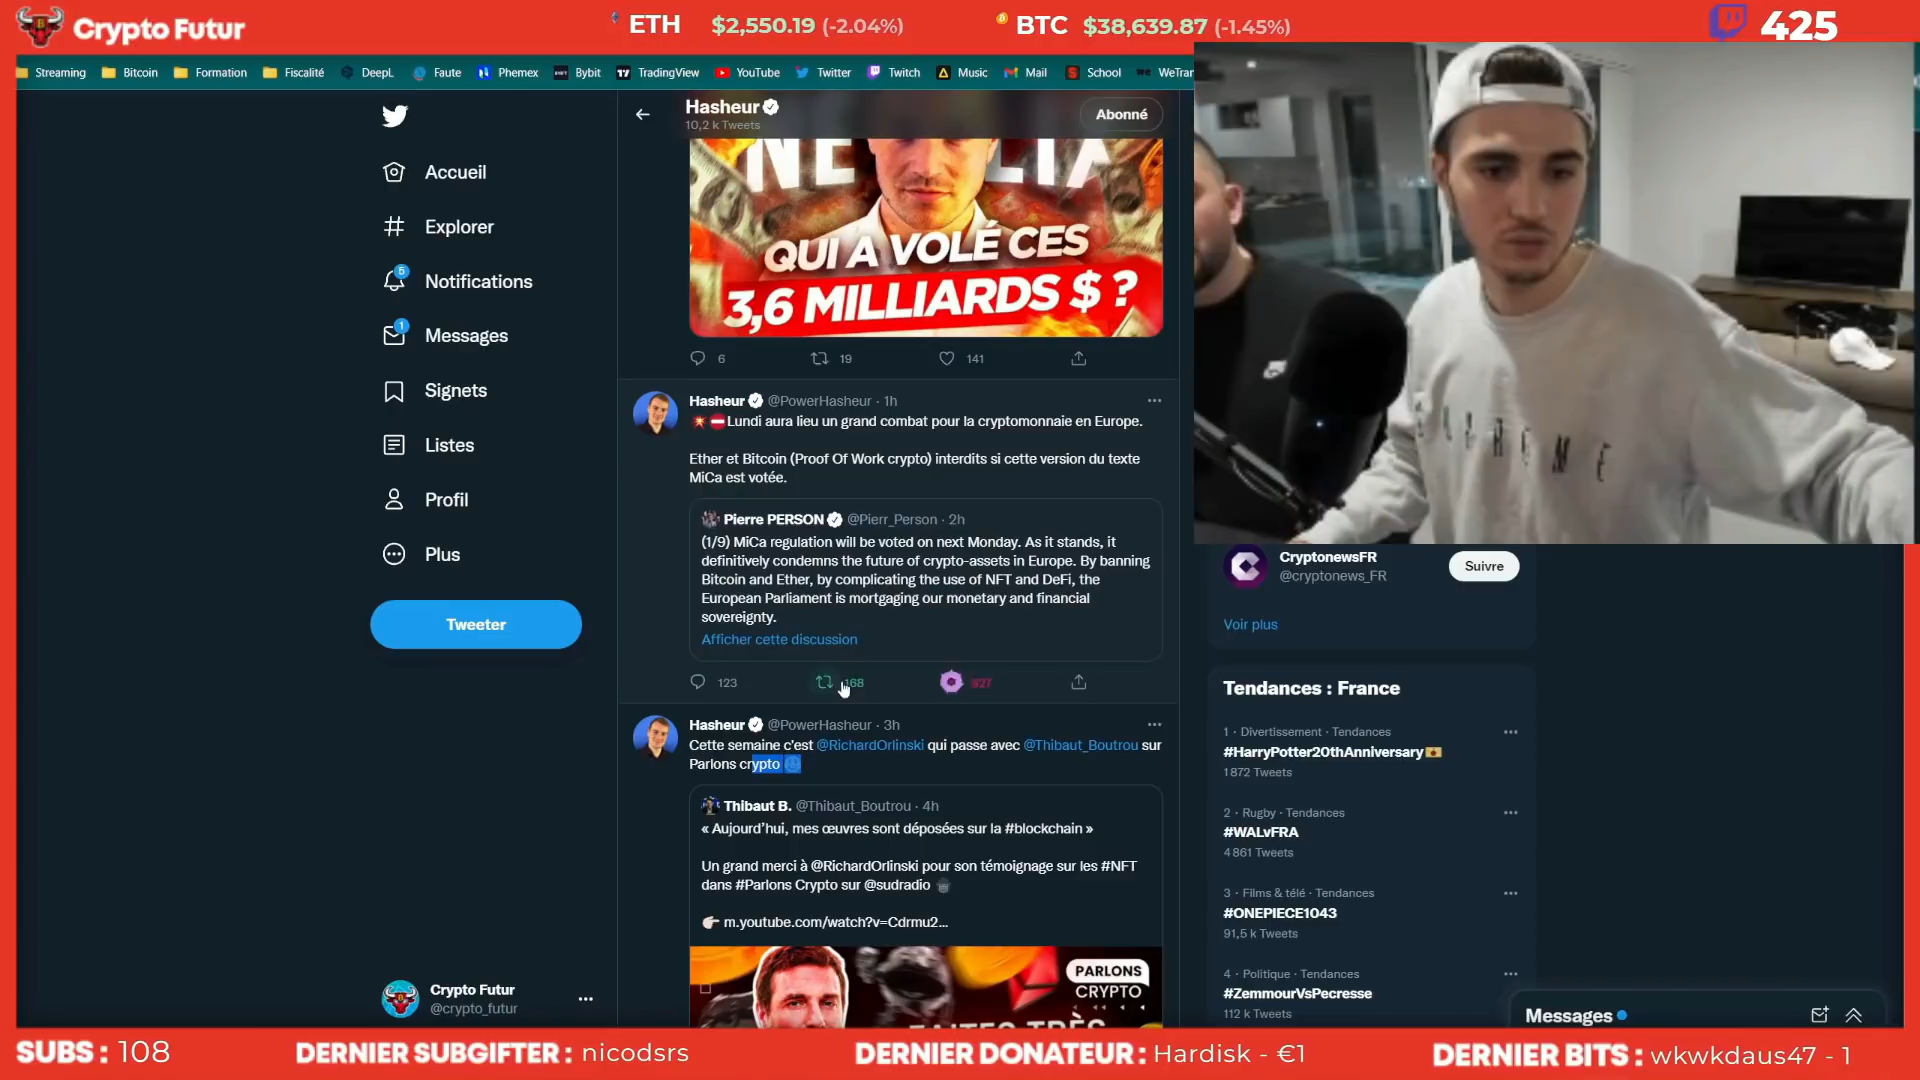 Crypto Futur
ETH $2,550.19 (-2.04%)
BTC $38,639.87 (-1.45%)
425
Streaming
Bitcoin
Formation
Fiscalité
DeepL
Faute
Phemex
Bybit
TradingView
YouTube
Twitter
Twitch
Music
Mail
School
WeTran
Accueil
Explorer
5
Notifications
1
Messages
Signets
Listes
Profil
Plus
Tweeter
Crypto Futur
@crypto_futur
Hasheur
10,2 k Tweets
Abonné
QUI A VOLÉ CES
3,6 MILLIARDS $ ?
6
19
141
Hasheur @PowerHasheur · 1h
Lundi aura lieu un grand combat pour la cryptomonnaie en Europe.
Ether et Bitcoin (Proof Of Work crypto) interdits si cette version du texte
MiCa est votée.
Pierre PERSON @Pierr_Person · 2h
(1/9) MiCa regulation will be voted on next Monday. As it stands, it
definitively condemns the future of crypto-assets in Europe. By banning
Bitcoin and Ether, by complicating the use of NFT and DeFi, the
European Parliament is mortgaging our monetary and financial
sovereignty.
Afficher cette discussion
123
168
Hasheur @PowerHasheur · 3h
Cette semaine c'est @RichardOrlinski qui passe avec @Thibaut_Boutrou sur
Parlons crypto
Thibaut B. @Thibaut_Boutrou · 4h
« Aujourd'hui, mes œuvres sont déposées sur la #blockchain »
Un grand merci à @RichardOrlinski pour son témoignage sur les #NFT
dans #Parlons Crypto sur @sudradio
m.youtube.com/watch?v=Cdrmu2...
PARLONS
CRYPTO
FAITES TRÈS
CryptonewsFR
@cryptonews_FR
Suivre
Voir plus
Tendances : France
1 · Divertissement · Tendances
#HarryPotter20thAnniversary
1 872 Tweets
2 · Rugby · Tendances
#WALvFRA
4 861 Tweets
3 · Films & télé · Tendances
#ONEPIECE1043
91,5 k Tweets
4 · Politique · Tendances
#ZemmourVsPecresse
112 k Tweets
Messages
SUBS : 108
DERNIER SUBGIFTER : nicodsrs
DERNIER DONATEUR : Hardisk - €1
DERNIER BITS : wkwkdaus47 - 1